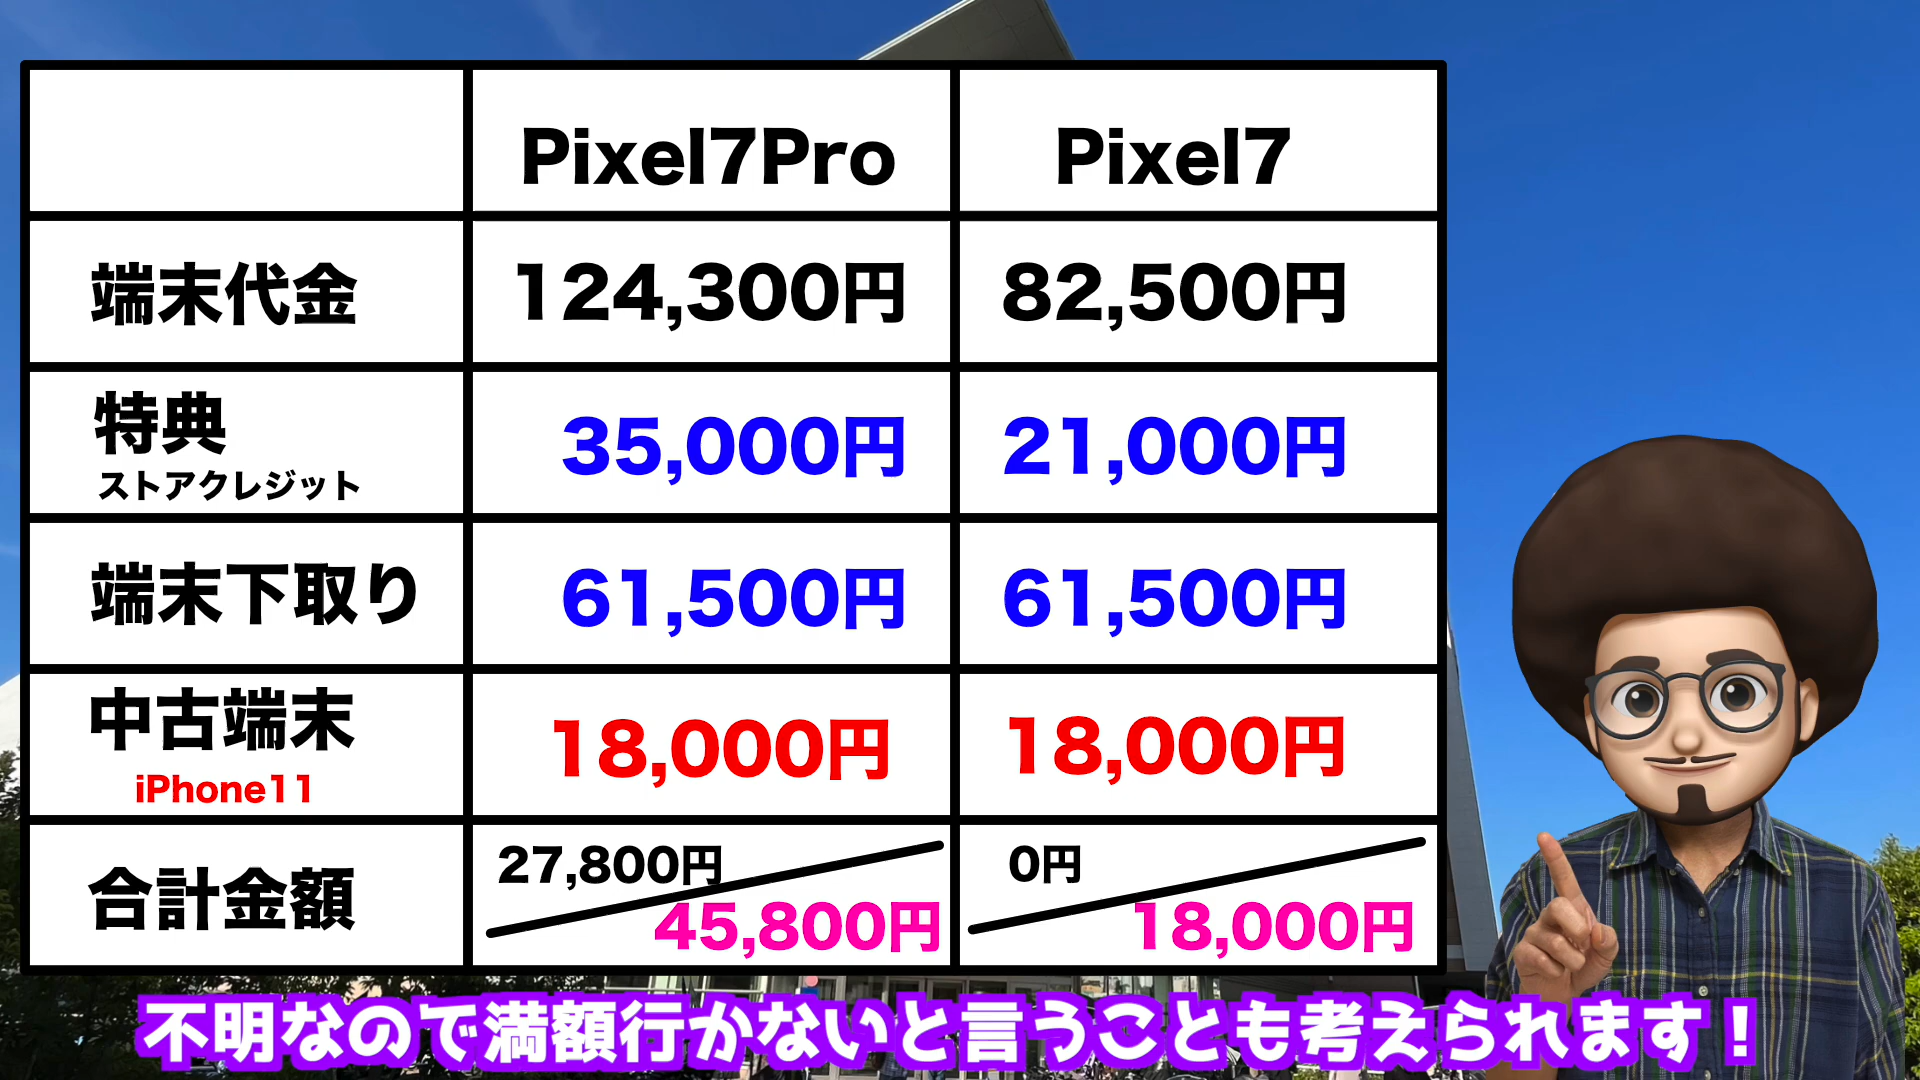 Pixel7Pro Pixel7
端末代金 124,300円 82,500円
特典 35,000円 21,000円
ストアクレジット
端末下取り 61,500円 61,500円
中古端末 18,000円 18,000円
iPhone11
27,800円 0円
合計金額 45,800円 18,000円
不明なので満額行かないと言うことも考えられます！